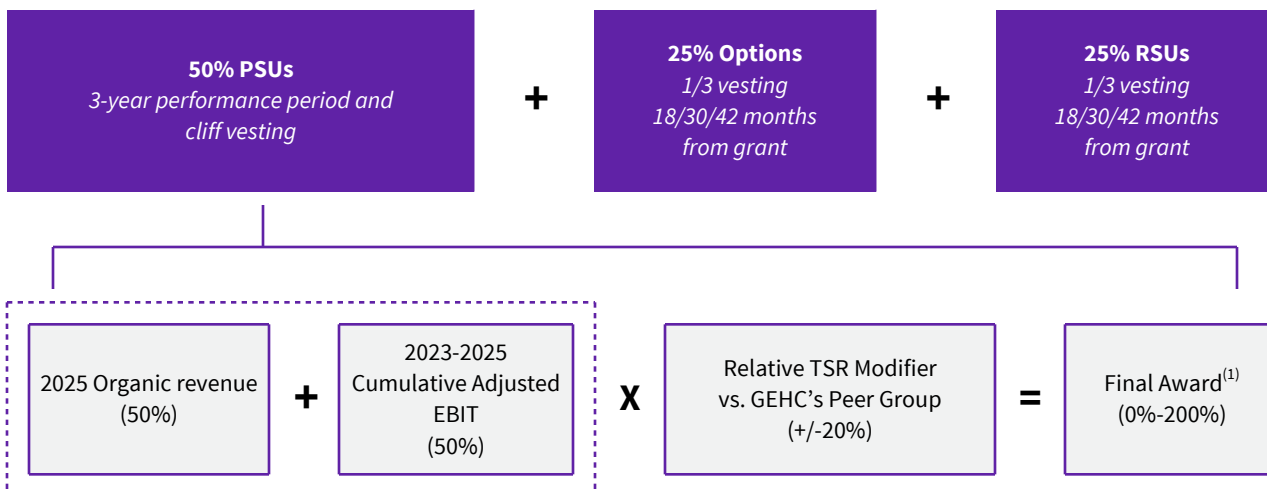 50% PSUs
3-year performance period and
cliff vesting
+
25% Options
1/3 vesting
18/30/42 months
from grant
+
25% RSUs
1/3 vesting
18/30/42 months
from grant
2025 Organic revenue
(50%)
+
2023-2025
Cumulative Adjusted
EBIT
(50%)
X
Relative TSR Modifier
vs. GEHC’s Peer Group
(+/-20%)
=
Final Award(1)
(0%-200%)